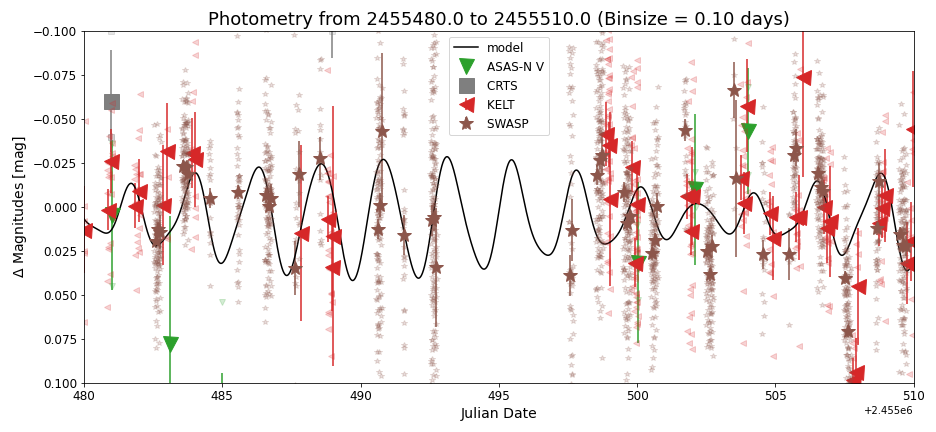 Photometry from 2455480.0 to 2455510.0 (Binsize = 0.10 days)
−0.100
−0.075
−0.050
−0.025
0.000
0.025
0.050
0.075
0.100
Δ Magnitudes [mag]
model
ASAS-N V
CRTS
KELT
SWASP
480
485
490
495
500
505
510
Julian Date
+2.455e6